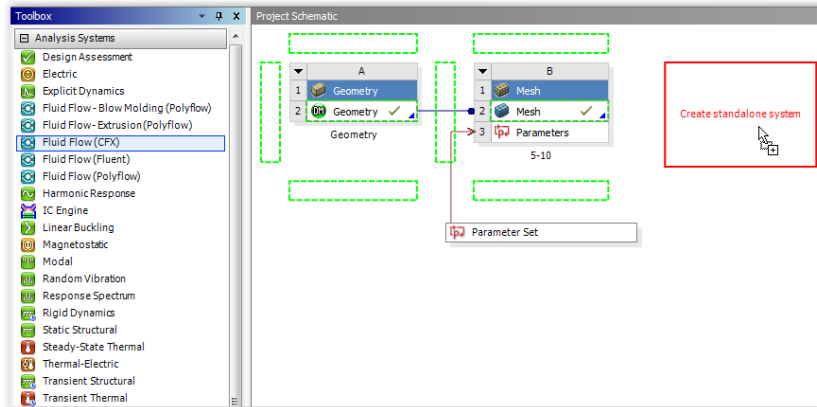 Toolbox
Analysis Systems
Design Assessment
Electric
Explicit Dynamics
Fluid Flow - Blow Molding (Polyflow)
Fluid Flow - Extrusion (Polyflow)
Fluid Flow (CFX)
Fluid Flow (Fluent)
Fluid Flow (Polyflow)
Harmonic Response
IC Engine
Linear Buckling
Magnetostatic
Modal
Random Vibration
Response Spectrum
Rigid Dynamics
Static Structural
Steady-State Thermal
Thermal-Electric
Transient Structural
Transient Thermal
Project Schematic
A
1 Geometry
2 DM Geometry
Geometry
B
1 Mesh
2 Mesh
3 Parameters
5-10
Parameter Set
Create standalone system